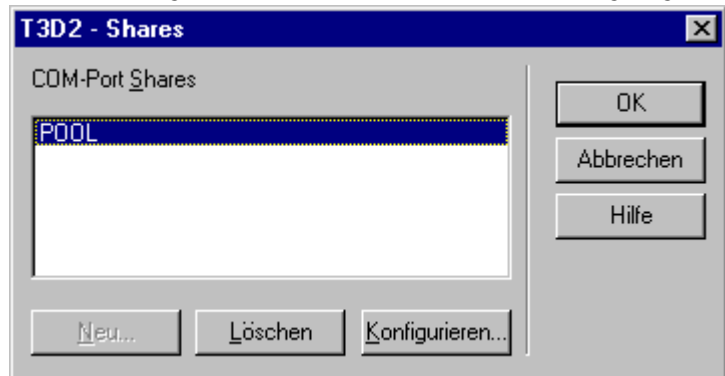 T3D2 - Shares
COM-Port Shares
POOL
OK
Abbrechen
Hilfe
Neu...
Löschen
Konfigurieren...